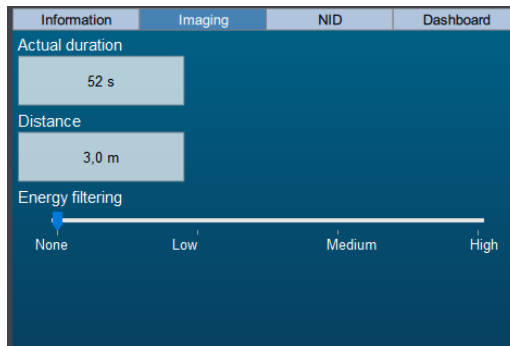 Information Imaging NID Dashboard
Actual duration
52 s
Distance
3,0 m
Energy filtering
None Low Medium High